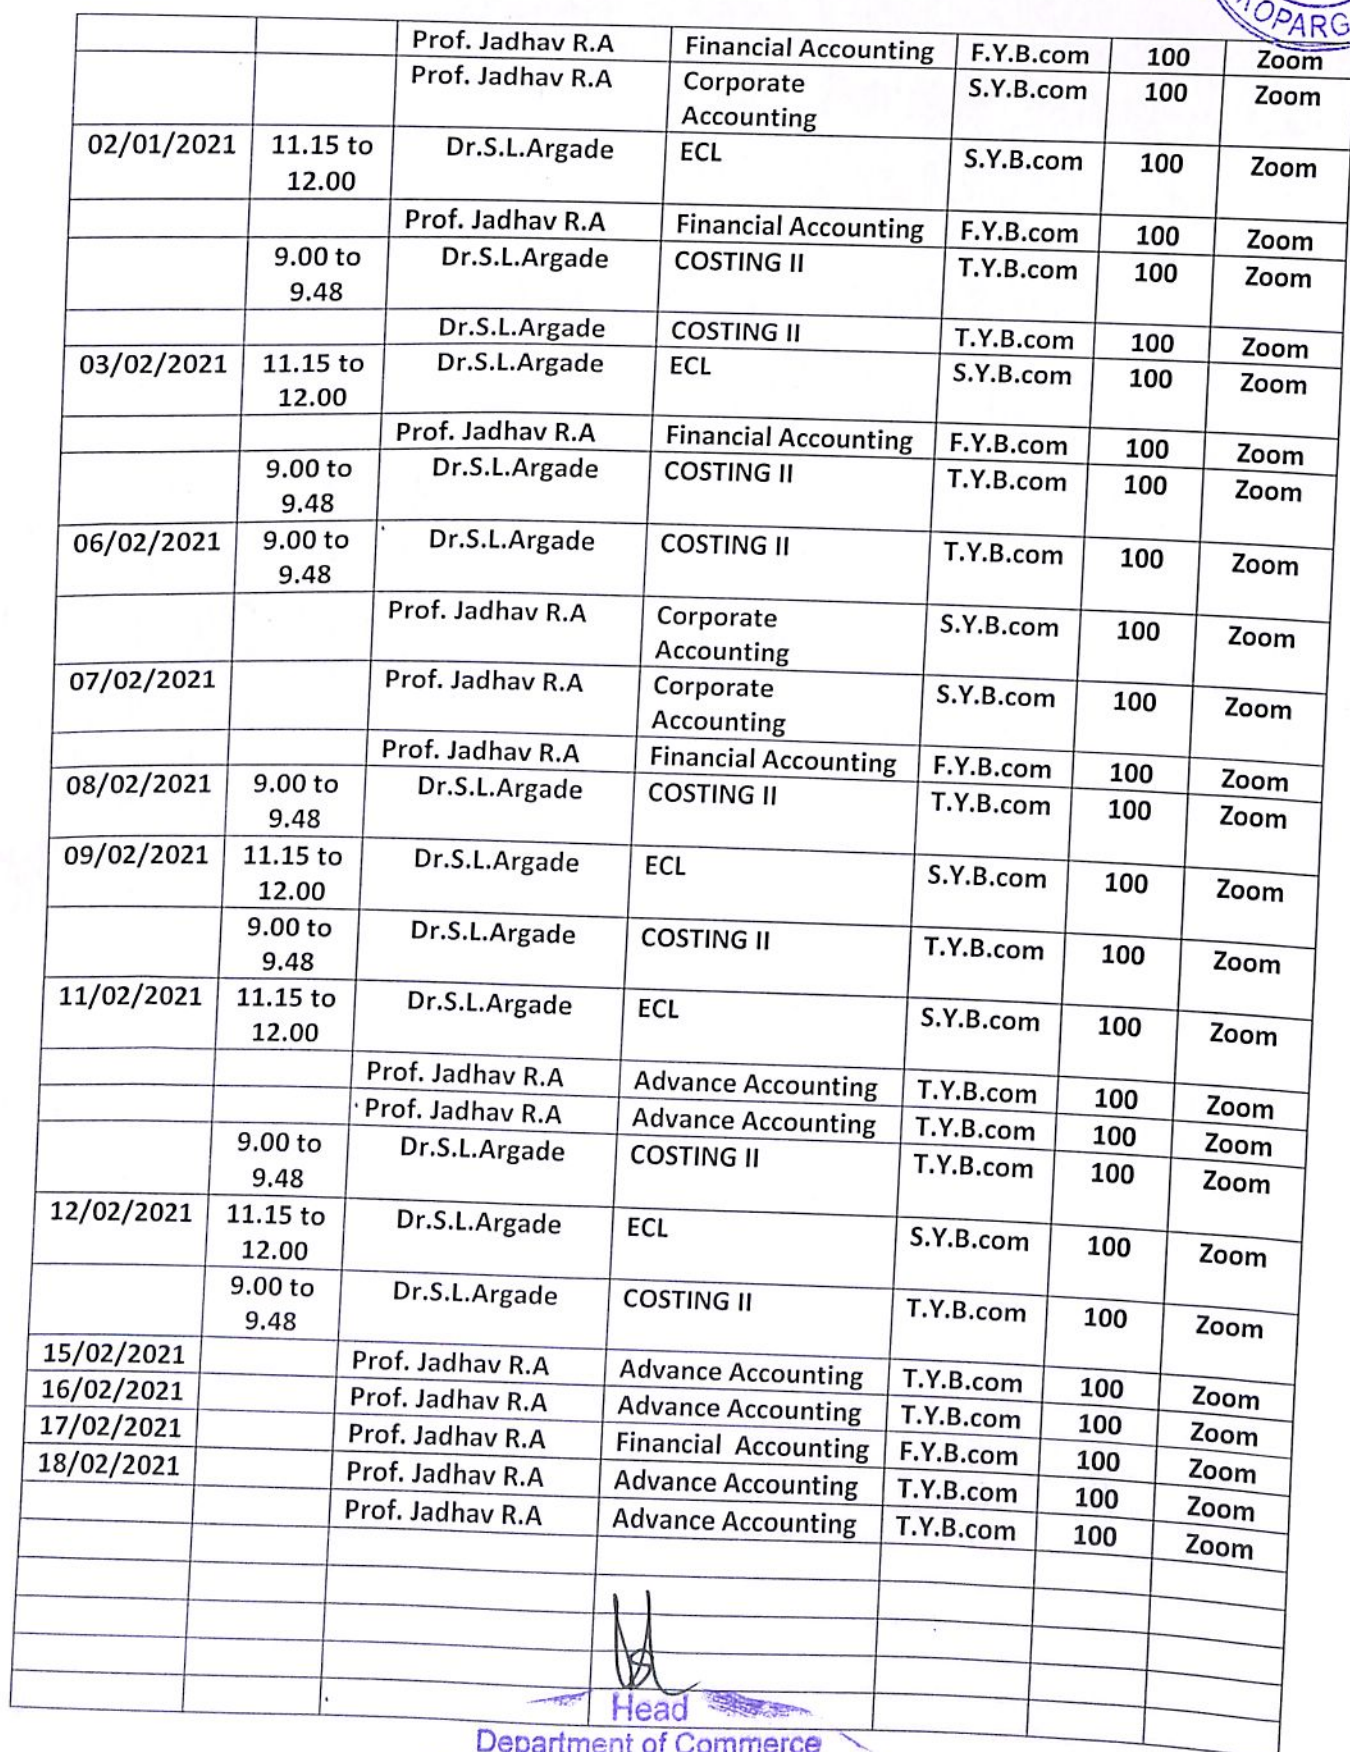 OPARG
Prof. Jadhav R.A Financial Accounting F.Y.B.com 100 Zoom
Prof. Jadhav R.A Corporate S.Y.B.com 100 Zoom
Accounting
02/01/2021 11.15 to Dr.S.L.Argade ECL S.Y.B.com 100 Zoom
12.00
Prof. Jadhav R.A Financial Accounting F.Y.B.com 100 Zoom
9.00 to Dr.S.L.Argade COSTING II T.Y.B.com 100 Zoom
9.48
Dr.S.L.Argade COSTING II T.Y.B.com 100 Zoom
03/02/2021 11.15 to Dr.S.L.Argade ECL S.Y.B.com 100 Zoom
12.00
Prof. Jadhav R.A Financial Accounting F.Y.B.com 100 Zoom
9.00 to Dr.S.L.Argade COSTING II T.Y.B.com 100 Zoom
9.48
06/02/2021 9.00 to Dr.S.L.Argade COSTING II T.Y.B.com 100 Zoom
9.48
Prof. Jadhav R.A Corporate S.Y.B.com 100 Zoom
Accounting
07/02/2021 Prof. Jadhav R.A Corporate S.Y.B.com 100 Zoom
Accounting
Prof. Jadhav R.A Financial Accounting F.Y.B.com 100 Zoom
08/02/2021 9.00 to Dr.S.L.Argade COSTING II T.Y.B.com 100 Zoom
9.48
09/02/2021 11.15 to Dr.S.L.Argade ECL S.Y.B.com 100 Zoom
12.00
9.00 to Dr.S.L.Argade COSTING II T.Y.B.com 100 Zoom
9.48
11/02/2021 11.15 to Dr.S.L.Argade ECL S.Y.B.com 100 Zoom
12.00
Prof. Jadhav R.A Advance Accounting T.Y.B.com 100 Zoom
Prof. Jadhav R.A Advance Accounting T.Y.B.com 100 Zoom
9.00 to Dr.S.L.Argade COSTING II T.Y.B.com 100 Zoom
9.48
12/02/2021 11.15 to Dr.S.L.Argade ECL S.Y.B.com 100 Zoom
12.00
9.00 to Dr.S.L.Argade COSTING II T.Y.B.com 100 Zoom
9.48
15/02/2021 Prof. Jadhav R.A Advance Accounting T.Y.B.com 100 Zoom
16/02/2021 Prof. Jadhav R.A Advance Accounting T.Y.B.com 100 Zoom
17/02/2021 Prof. Jadhav R.A Financial Accounting F.Y.B.com 100 Zoom
18/02/2021 Prof. Jadhav R.A Advance Accounting T.Y.B.com 100 Zoom
Prof. Jadhav R.A Advance Accounting T.Y.B.com 100 Zoom
Head
Department of Commerce